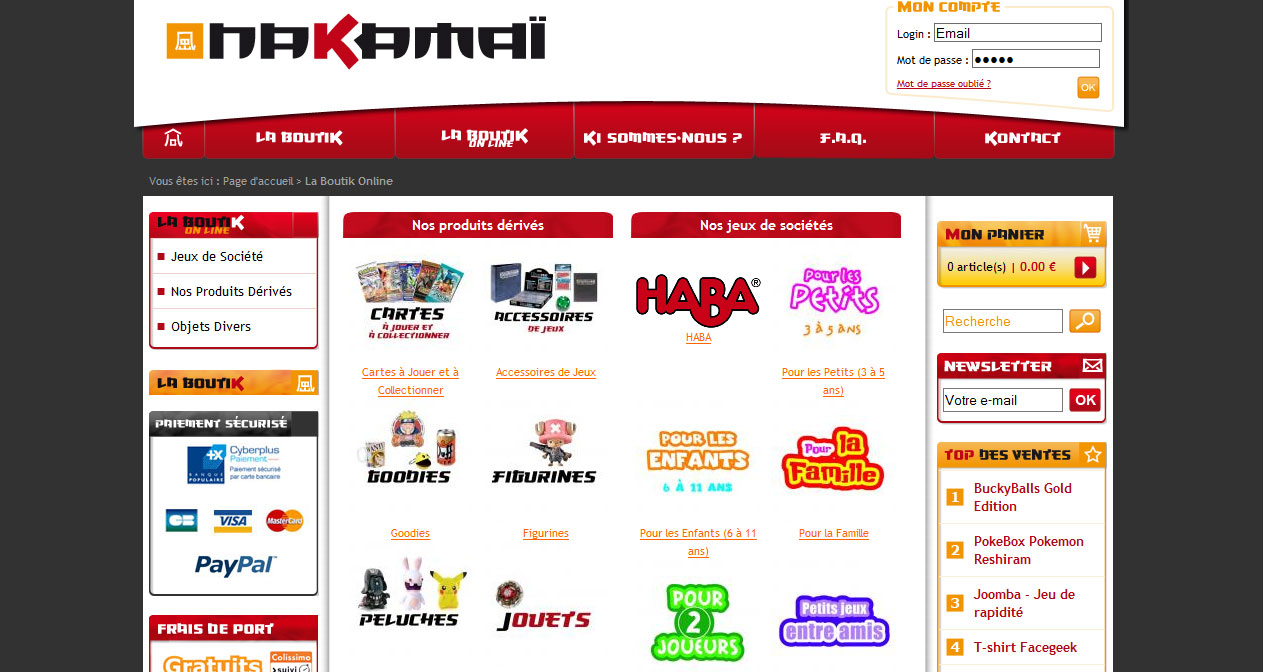 NAKAMAÏ
MON COMPTE
Login : Email
Mot de passe : •••••
Mot de passe oublié ?
OK
LA BOUTIK
LA BOUTIK
ON LINE
KI SOMMES-NOUS ?
F.A.Q.
KONTACT
Vous êtes ici : Page d'accueil > La Boutik Online
LA BOUTIK
ON LINE
Jeux de Société
Nos Produits Dérivés
Objets Divers
LA BOUTIK
PAIEMENT SÉCURISÉ
Cyberplus
Paiement
Paiement sécurisé
par carte bancaire
BANQUE
POPULAIRE
CB
VISA
MasterCard
PayPal
FRAIS DE PORT
Gratuits
Colissimo
suivi
Nos produits dérivés
CARTES
À JOUER ET
À COLLECTIONNER
ACCESSOIRES
DE JEUX
Cartes à Jouer et à
Collectionner
Accessoires de Jeux
GOODIES
FIGURINES
Goodies
Figurines
PELUCHES
JOUETS
Nos jeux de sociétés
HABA®
Pour les
Petits
3 à 5 ans
HABA
Pour les Petits (3 à 5
ans)
POUR LES
ENFANTS
6 À 11 ANS
Pour la
Famille
Pour les Enfants (6 à 11
ans)
Pour la Famille
POUR
2
JOUEURS
Petits jeux
entre amis
MON PANIER
0 article(s) | 0.00 €
Recherche
NEWSLETTER
Votre e-mail
OK
TOP DES VENTES
1 BuckyBalls Gold
Edition
2 PokeBox Pokemon
Reshiram
3 Joomba - Jeu de
rapidité
4 T-shirt Facegeek